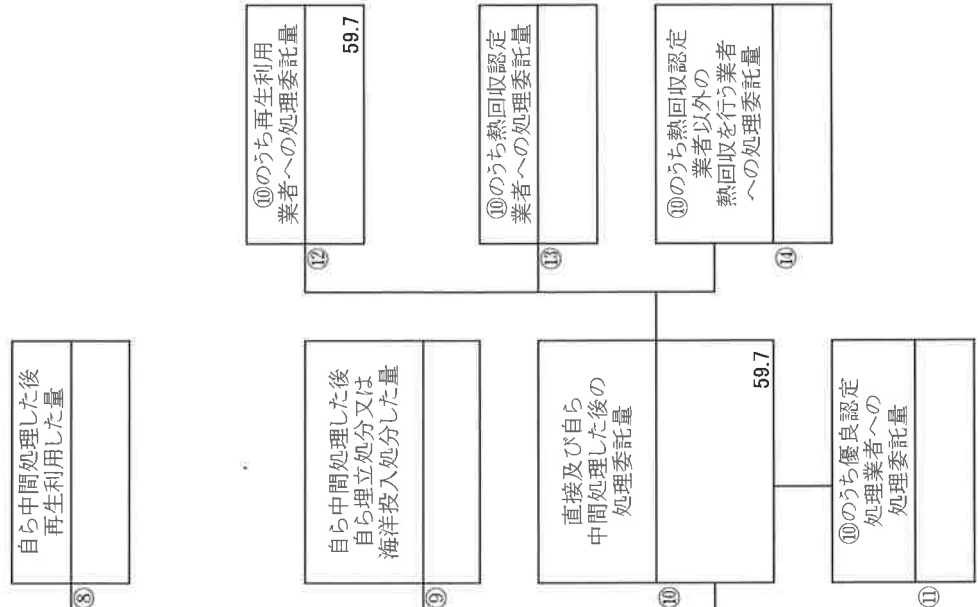 ⑧
自ら中間処理した後
再生利用した量
⑨
自ら中間処理した後
自ら埋立処分又は
海洋投入処分した量
⑩
直接及び自ら
中間処理した後の
処理委託量
59.7
⑪
⑩のうち優良認定
処理業者への
処理委託量
⑫
⑩のうち再生利用
業者への処理委託量
59.7
⑬
⑩のうち熱回収認定
業者への処理委託量
⑭
⑩のうち熱回収認定
業者以外の
熱回収を行う業者
への処理委託量